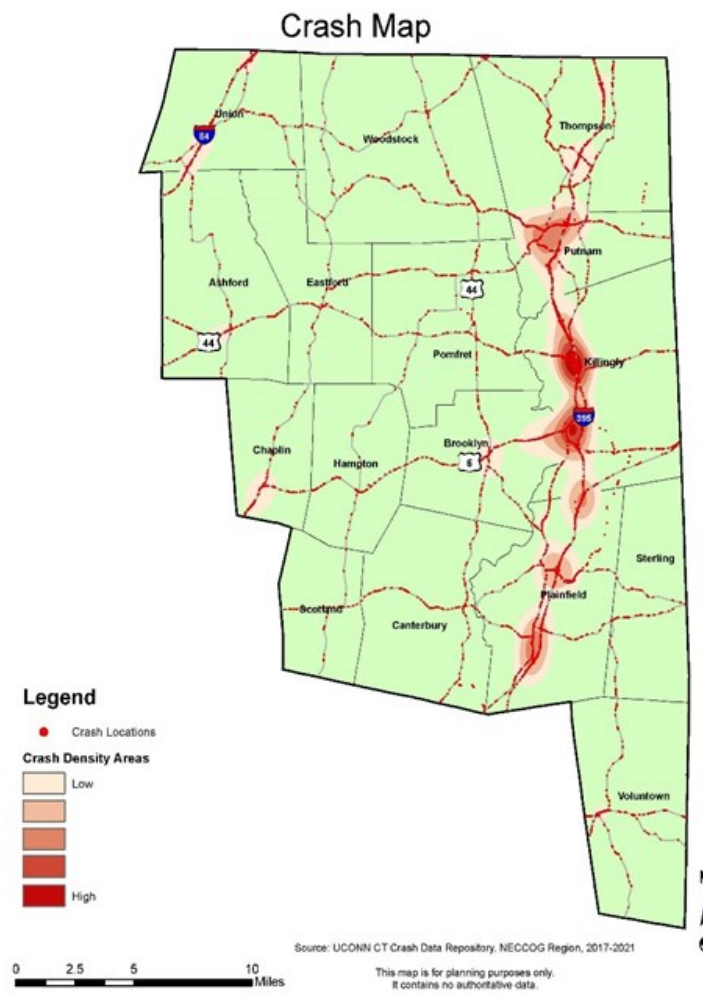 Crash Map
Union
84
Woodstock
Thompson
Putnam
Ashford
Eastford
44
44
Pomfret
Killingly
395
Brooklyn
6
Chaplin
Hampton
Sterling
Plainfield
Scotland
Canterbury
Legend
Crash Locations
Crash Density Areas
Low
High
Voluntown
Source: UCONN CT Crash Data Repository, NECCOG Region, 2017-2021
This map is for planning purposes only.
It contains no authoritative data.
0 2.5 5 10
Miles